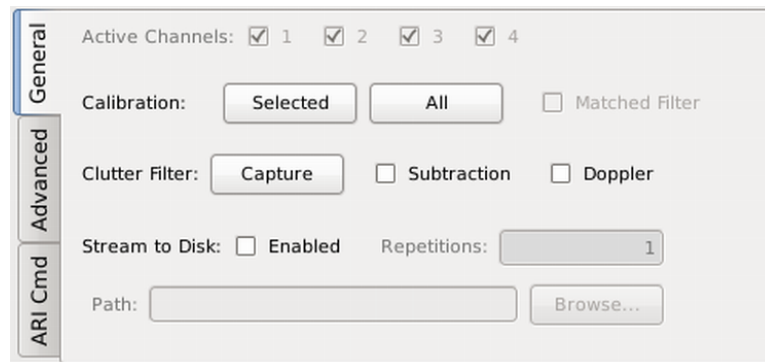 General
Advanced
ARI Cmd
Active Channels: 1 2 3 4
Calibration: Selected All Matched Filter
Clutter Filter: Capture Subtraction Doppler
Stream to Disk: Enabled Repetitions: 1
Path: Browse...